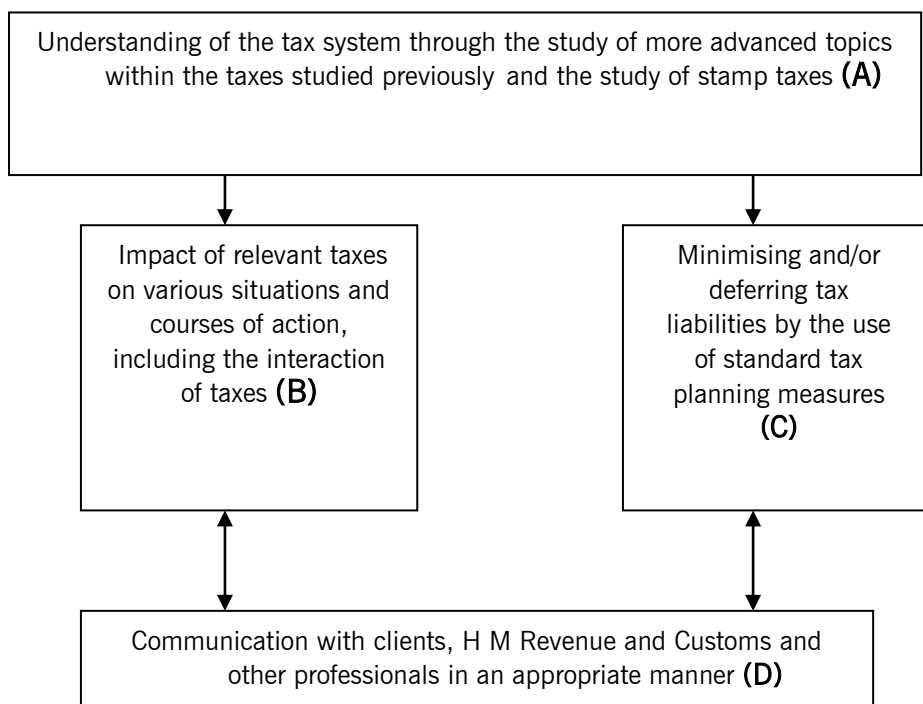 Understanding of the tax system through the study of more advanced topics
within the taxes studied previously and the study of stamp taxes (A)
Impact of relevant taxes
on various situations and
courses of action,
including the interaction
of taxes (B)
Minimising and/or
deferring tax
liabilities by the use
of standard tax
planning measures
(C)
Communication with clients, H M Revenue and Customs and
other professionals in an appropriate manner (D)